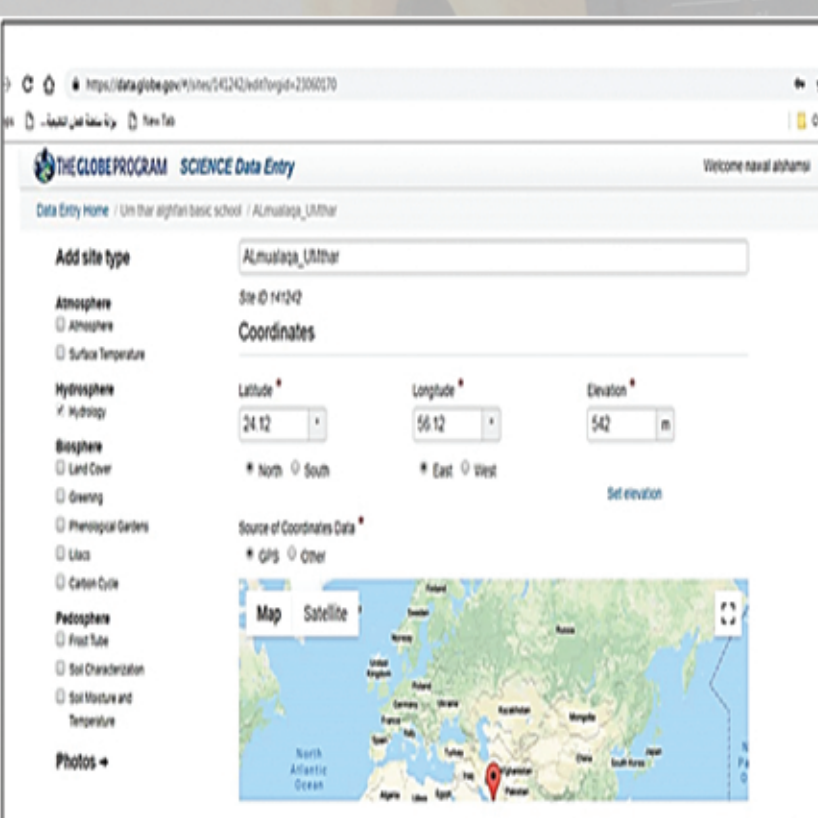 https://data.globe.gov/#/sites/141242/edit?orgid=23060170
New Tab
THE GLOBE PROGRAM SCIENCE Data Entry
Welcome nawal alshamsi
Data Entry Home / Um thar alghfari basic school / ALmualaqa_UMthar
Add site type
Atmosphere
Atmosphere
Surface Temperature
Hydrosphere
Hydrology
Biosphere
Land Cover
Greening
Phenological Gardens
Lilacs
Carbon Cycle
Pedosphere
Frost Tube
Soil Characterization
Soil Moisture and
Temperature
Photos
ALmualaqa_UMthar
Site ID 141242
Coordinates
Latitude * Longitude * Elevation *
24.12 ° 56.12 ° 542 m
North South East West
Set elevation
Source of Coordinates Data *
GPS Other
Map Satellite
Finland
Sweden
Norway
Russia
United
Kingdom
Poland
Germany Ukraine
France
Kazakhstan
Mongolia
Spain Italy
Turkey
China
South Korea Japan
North
Atlantic
Ocean
Iraq Afghanistan
Pakistan
Algeria Libya Egypt